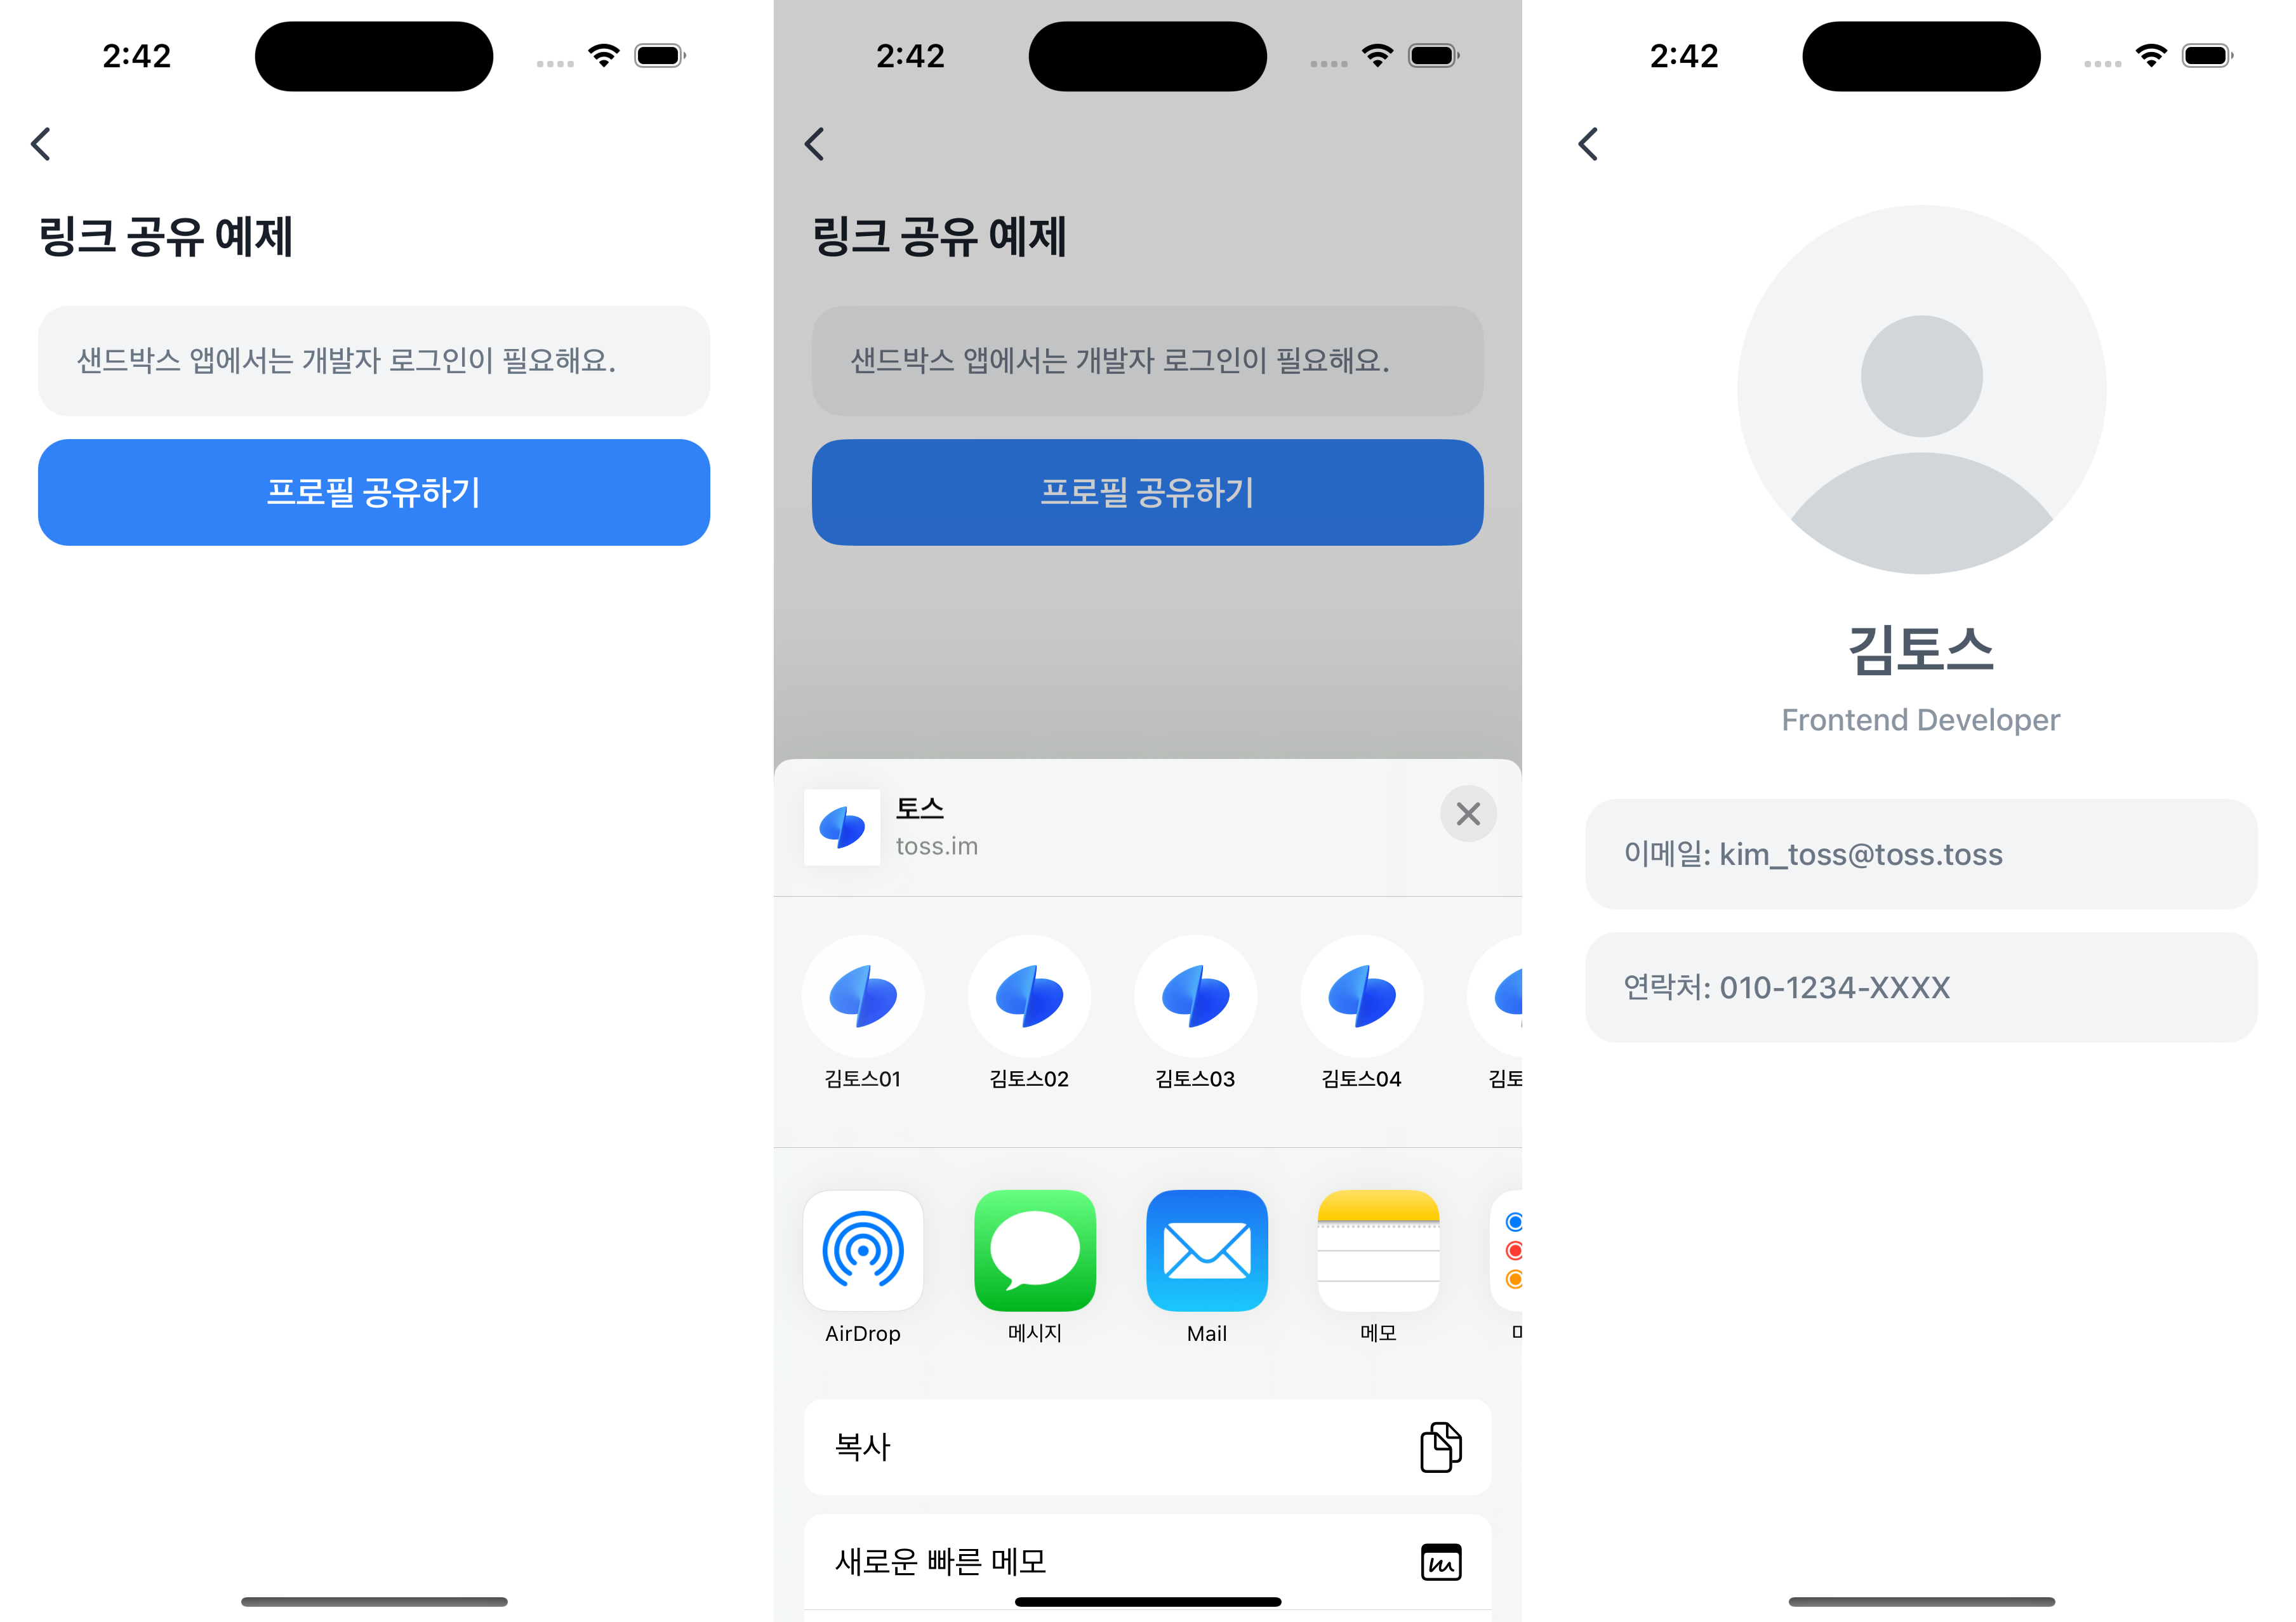 2:42
링크 공유 예제
샌드박스 앱에서는 개발자 로그인이 필요해요.
프로필 공유하기
2:42
링크 공유 예제
샌드박스 앱에서는 개발자 로그인이 필요해요.
프로필 공유하기
토스
toss.im
김토스01
김토스02
김토스03
김토스04
김토
AirDrop
메시지
Mail
메모
복사
새로운 빠른 메모
2:42
김토스
Frontend Developer
이메일: kim_toss@toss.toss
연락처: 010-1234-XXXX